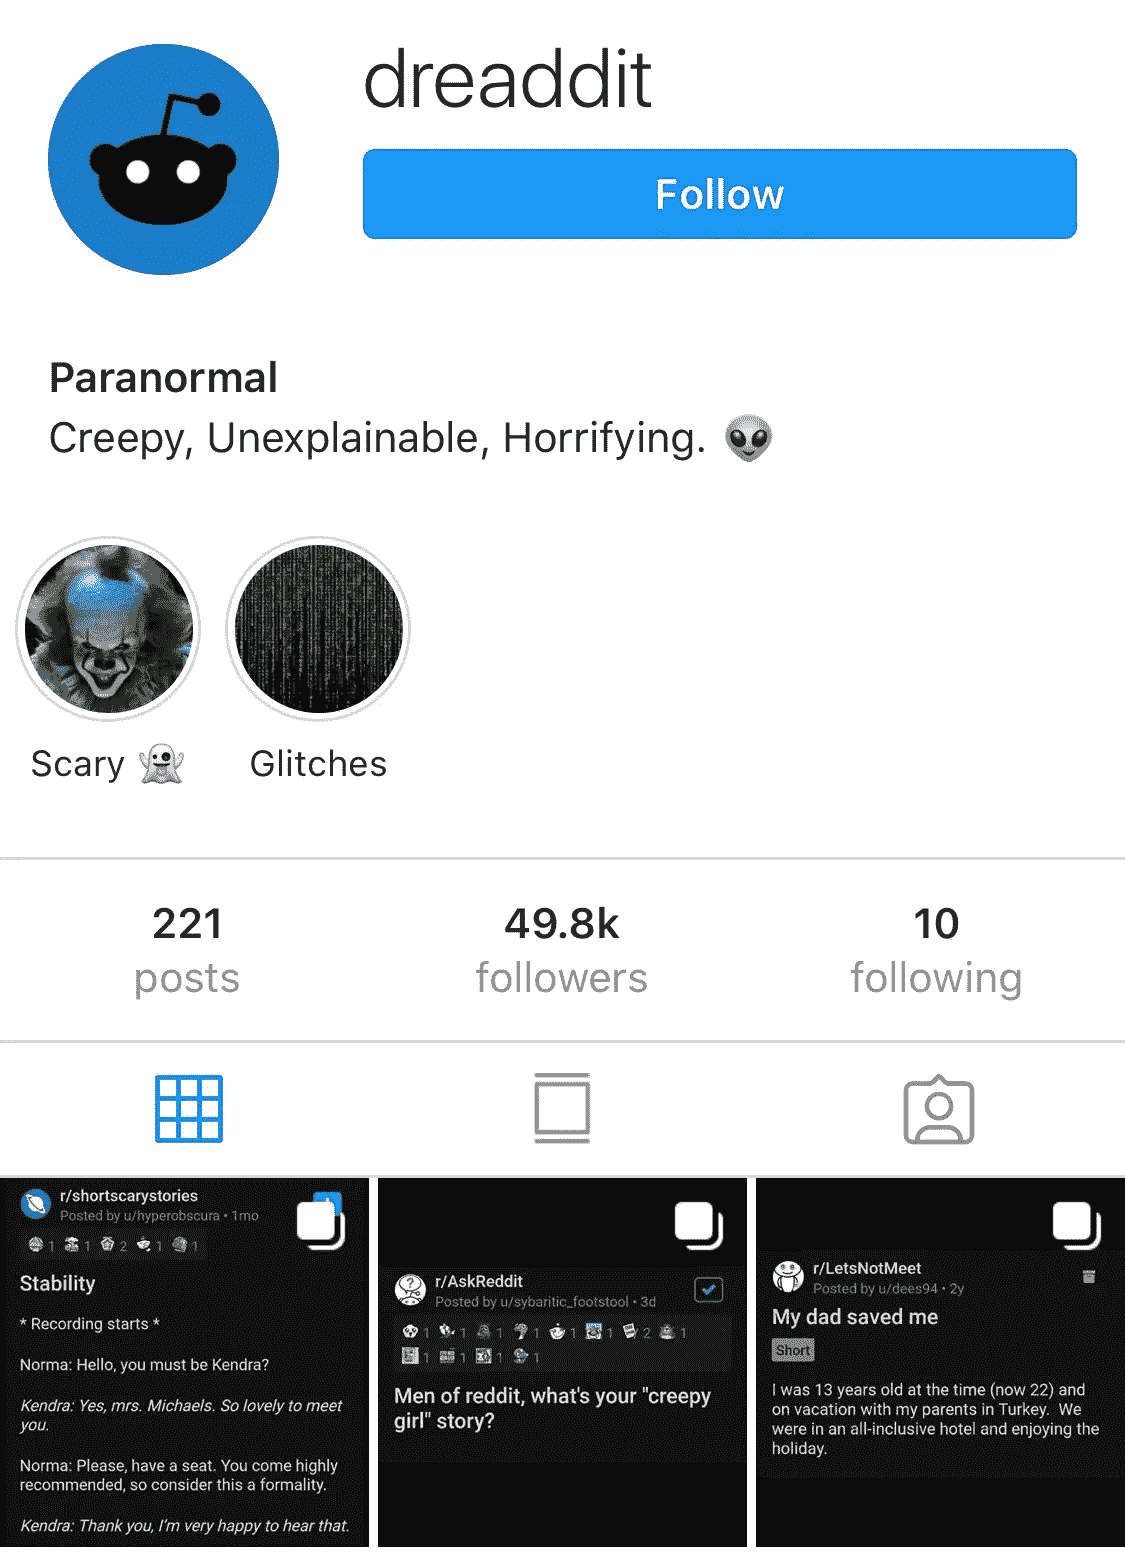 dreaddit
Follow
Paranormal
Creepy, Unexplainable, Horrifying. 👽
Scary 👻
Glitches
221
posts
49.8k
followers
10
following
r/shortscarystories
Posted by u/hyperobscura • 1mo
1 1 2 1 1
Stability
* Recording starts *
Norma: Hello, you must be Kendra?
Kendra: Yes, mrs. Michaels. So lovely to meet
you.
Norma: Please, have a seat. You come highly
recommended, so consider this a formality.
Kendra: Thank you, I'm very happy to hear that.
r/AskReddit
Posted by u/sybaritic_footstool • 3d
1 1 1 1 1 1 2 1
1 1 1 1
Men of reddit, what's your "creepy
girl" story?
r/LetsNotMeet
Posted by u/dees94 • 2y
My dad saved me
Short
I was 13 years old at the time (now 22) and
on vacation with my parents in Turkey. We
were in an all-inclusive hotel and enjoying the
holiday.